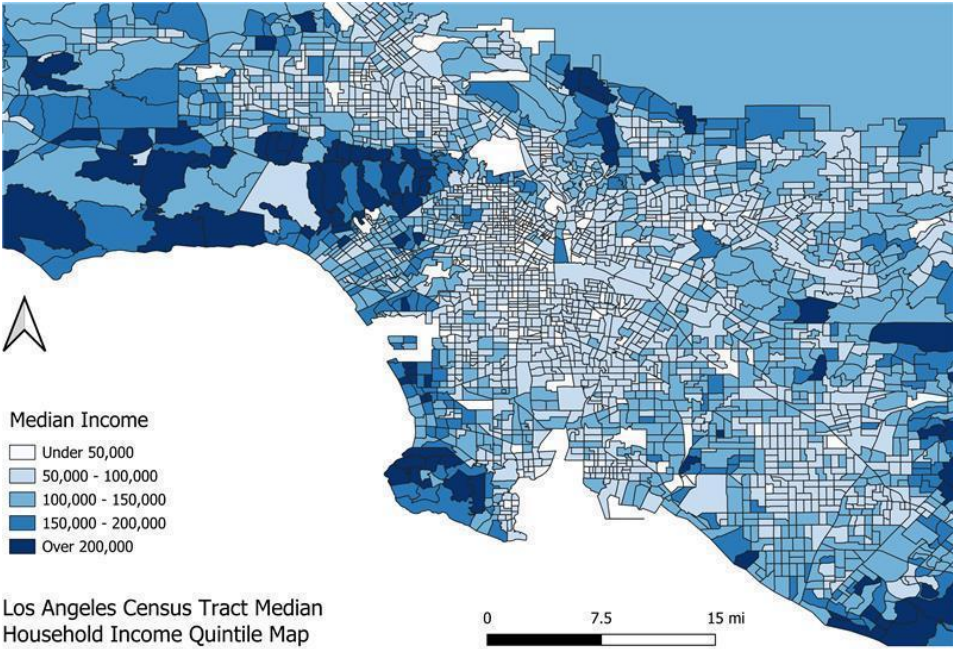 Median Income
Under 50,000
50,000 - 100,000
100,000 - 150,000
150,000 - 200,000
Over 200,000
Los Angeles Census Tract Median
Household Income Quintile Map
0 7.5 15 mi